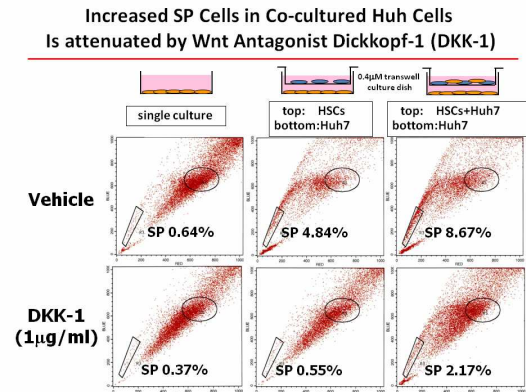 Increased SP Cells in Co-cultured Huh Cells
Is attenuated by Wnt Antagonist Dickkopf-1 (DKK-1)
0.4μM transwell
culture dish
single culture
top: HSCs
bottom:Huh7
top: HSCs+Huh7
bottom:Huh7
Vehicle
SP 0.64%
SP 4.84%
SP 8.67%
DKK-1
(1μg/ml)
SP 0.37%
SP 0.55%
SP 2.17%